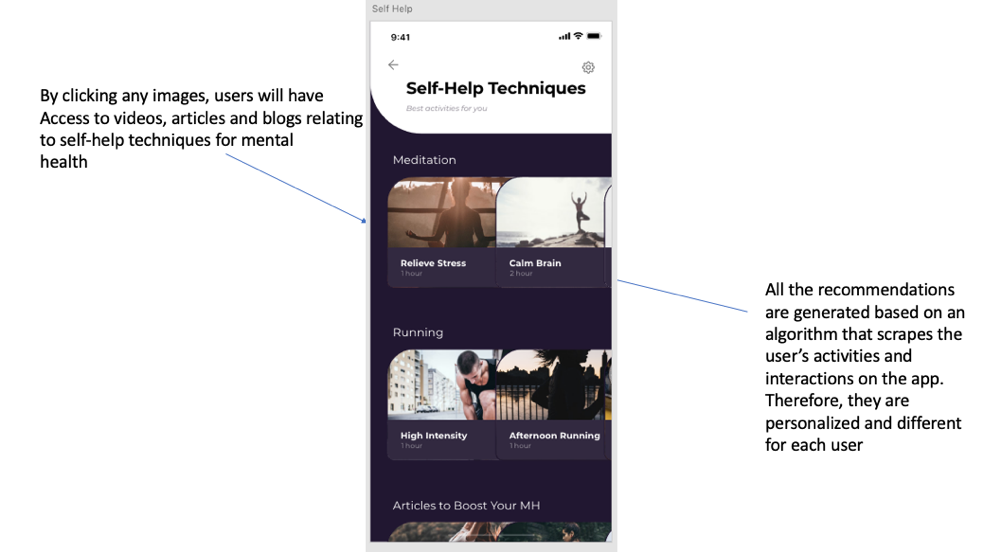 Self Help
9:41
Self-Help Techniques
Best activities for you
By clicking any images, users will have
Access to videos, articles and blogs relating
to self-help techniques for mental
health
Meditation
Relieve Stress
1 hour
Calm Brain
2 hour
All the recommendations
are generated based on an
algorithm that scrapes the
user’s activities and
interactions on the app.
Therefore, they are
personalized and different
for each user
Running
High Intensity
1 hour
Afternoon Running
1 hour
Articles to Boost Your MH